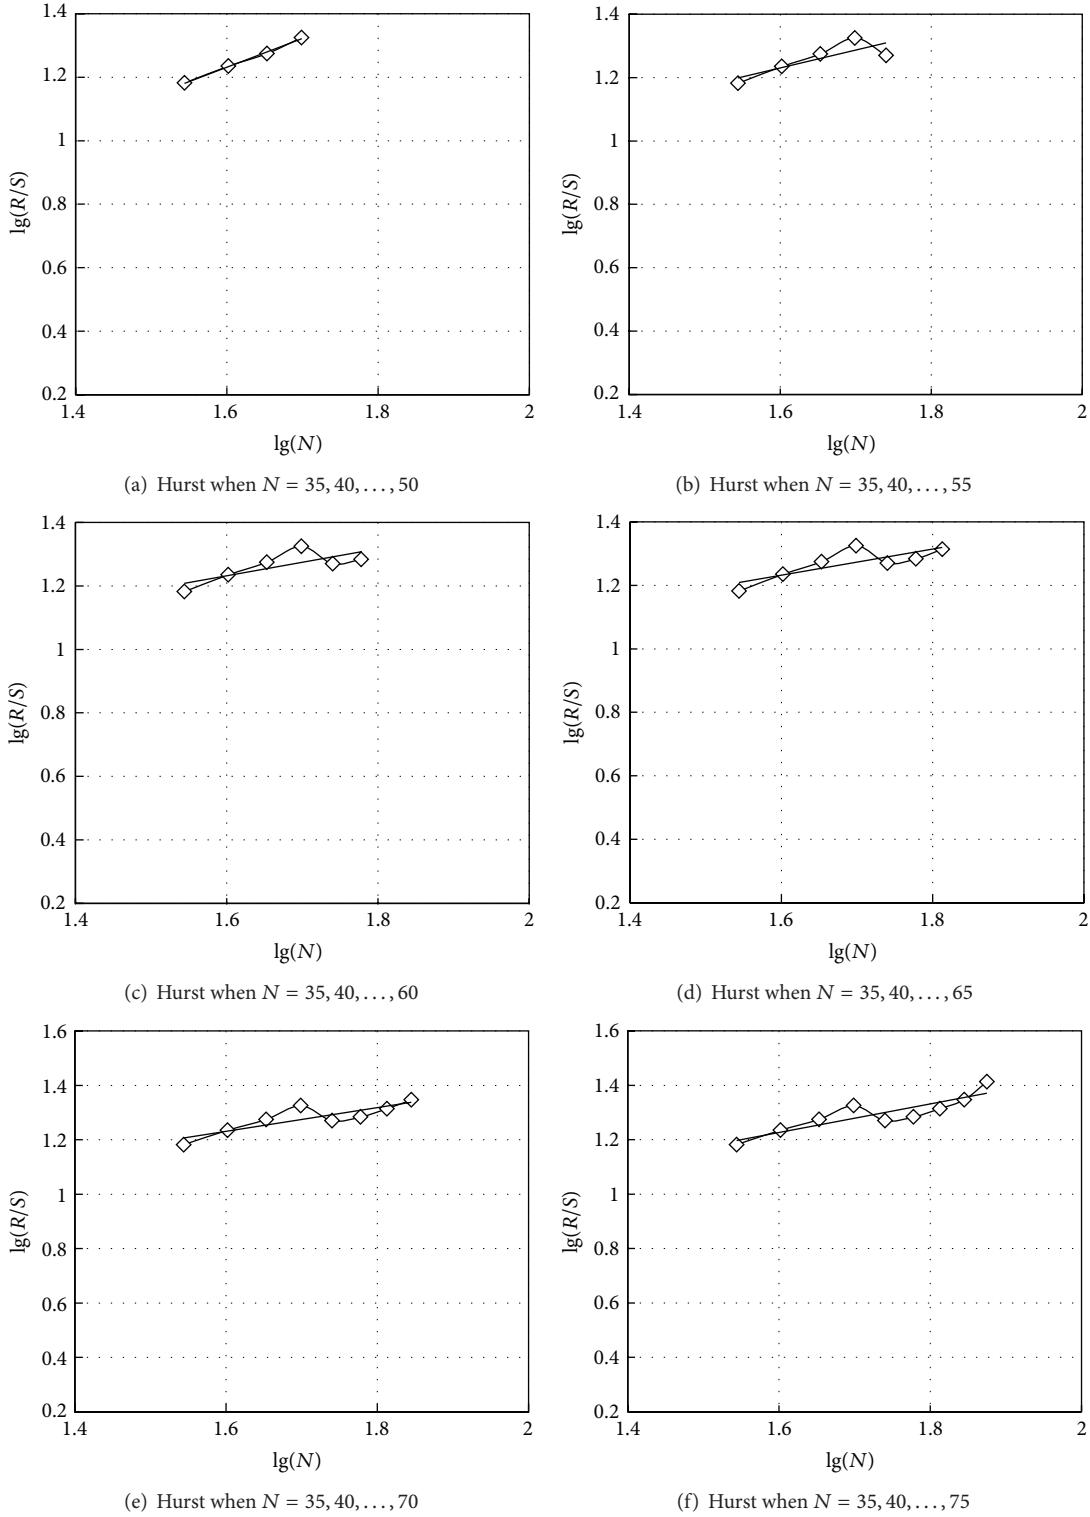 1.4
1.2
1
0.8
0.6
0.4
0.2
lg(R/S)
1.4 1.6 1.8 2
lg(N)
(a) Hurst when N = 35, 40, . . . , 50
1.4
1.2
1
0.8
0.6
0.4
0.2
lg(R/S)
1.4 1.6 1.8 2
lg(N)
(b) Hurst when N = 35, 40, . . . , 55
1.4
1.2
1
0.8
0.6
0.4
0.2
lg(R/S)
1.4 1.6 1.8 2
lg(N)
(c) Hurst when N = 35, 40, . . . , 60
1.4
1.2
1
0.8
0.6
0.4
0.2
lg(R/S)
1.4 1.6 1.8 2
lg(N)
(d) Hurst when N = 35, 40, . . . , 65
1.6
1.4
1.2
1
0.8
0.6
0.4
0.2
lg(R/S)
1.4 1.6 1.8 2
lg(N)
(e) Hurst when N = 35, 40, . . . , 70
1.6
1.4
1.2
1
0.8
0.6
0.4
0.2
lg(R/S)
1.4 1.6 1.8 2
lg(N)
(f) Hurst when N = 35, 40, . . . , 75